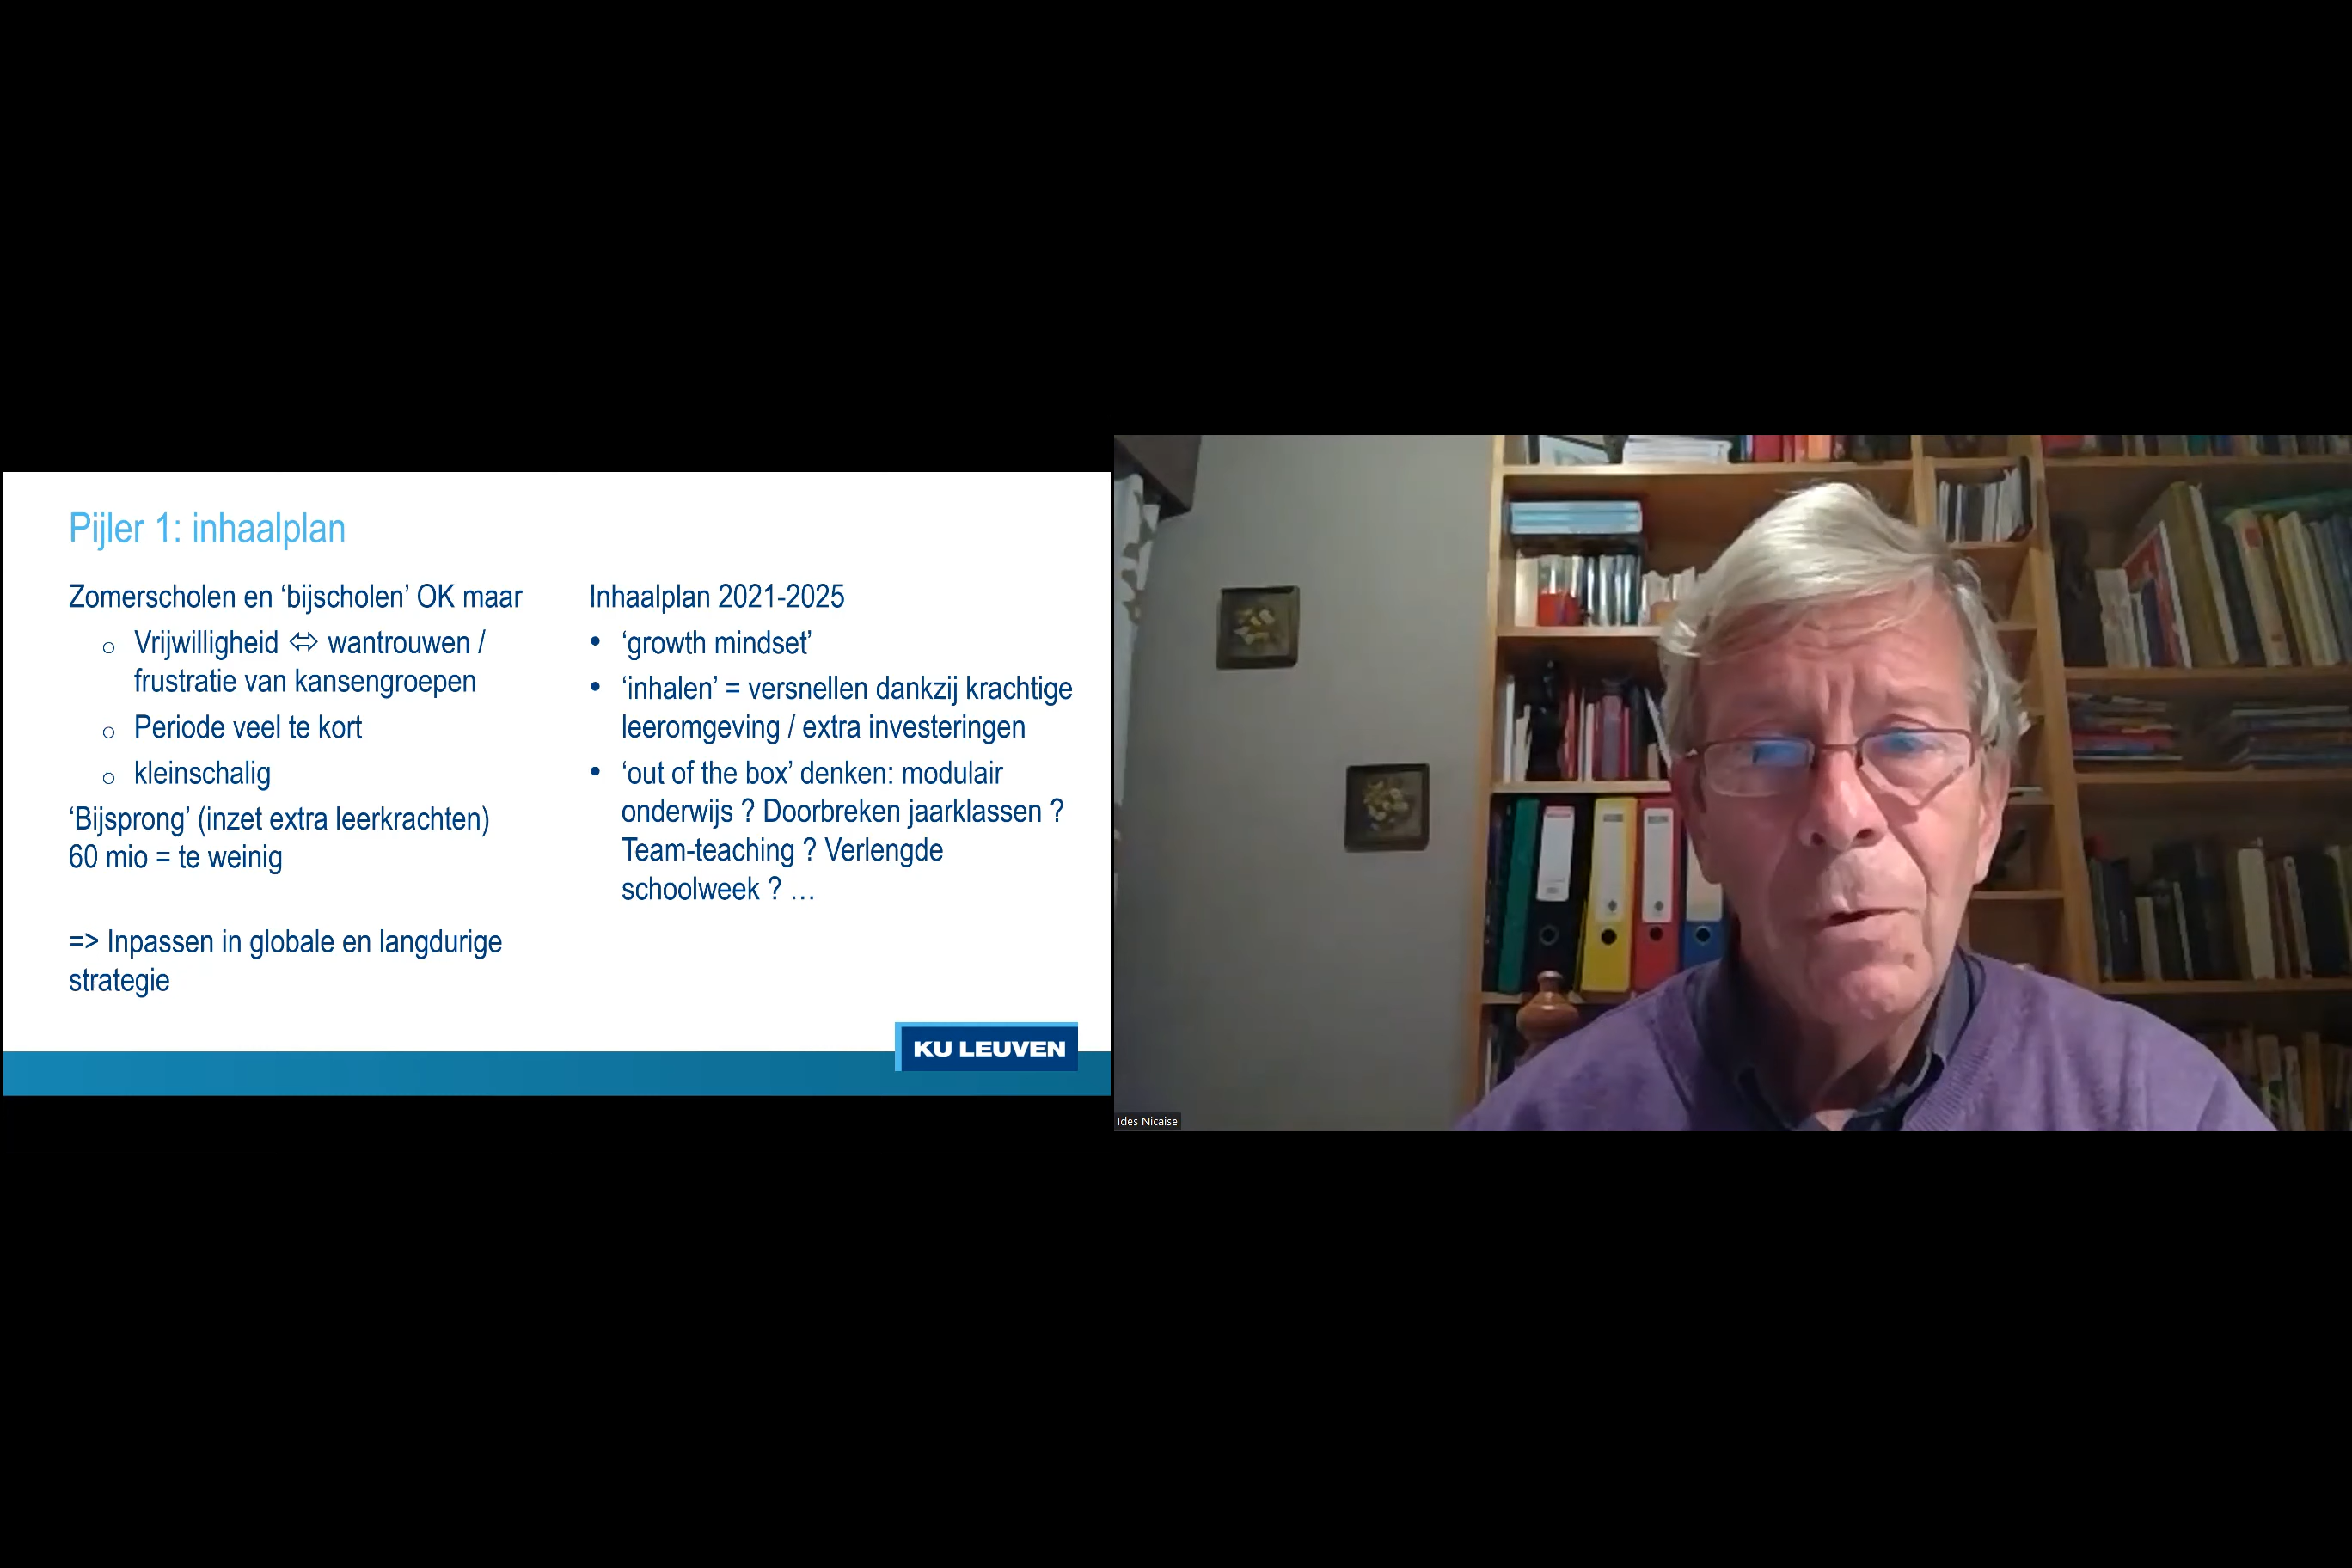 Pijler 1: inhaalplan
Zomerscholen en ‘bijscholen’ OK maar
o Vrijwilligheid ⬄ wantrouwen /
frustratie van kansengroepen
o Periode veel te kort
o kleinschalig
‘Bijsprong’ (inzet extra leerkrachten)
60 mio = te weinig
=> Inpassen in globale en langdurige
strategie
Inhaalplan 2021-2025
• ‘growth mindset’
• ‘inhalen’ = versnellen dankzij krachtige
leeromgeving / extra investeringen
• ‘out of the box’ denken: modulair
onderwijs ? Doorbreken jaarklassen ?
Team-teaching ? Verlengde
schoolweek ? …
KU LEUVEN
Ides Nicaise